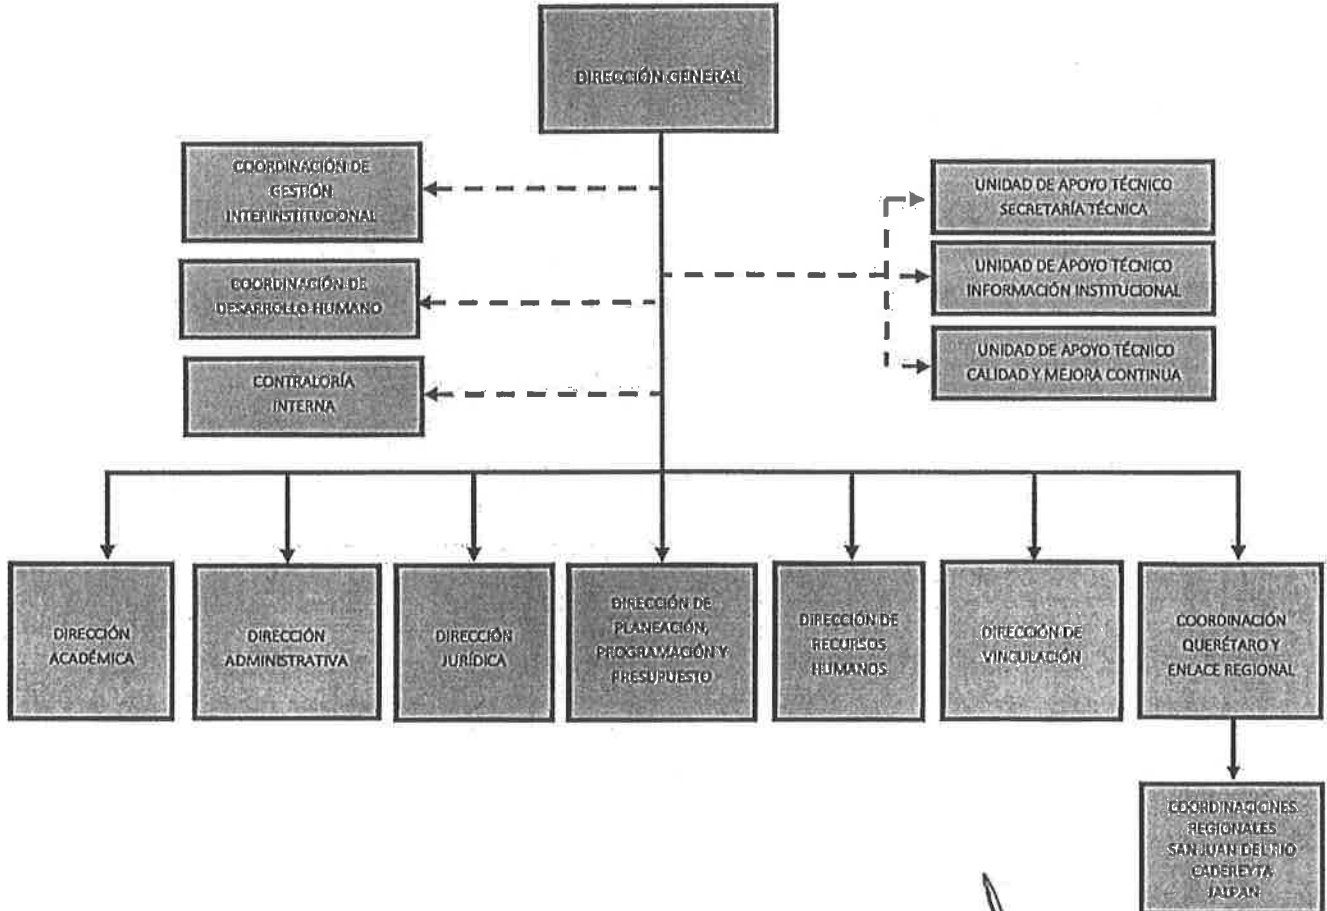 DIRECCIÓN GENERAL
COORDINACIÓN DE
GESTIÓN
INTERINSTITUCIONAL
COORDINACIÓN DE
DESARROLLO HUMANO
CONTRALORÍA
INTERNA
UNIDAD DE APOYO TÉCNICO
SECRETARÍA TÉCNICA
UNIDAD DE APOYO TÉCNICO
INFORMACIÓN INSTITUCIONAL
UNIDAD DE APOYO TÉCNICO
CALIDAD Y MEJORA CONTINUA
DIRECCIÓN
ACADÉMICA
DIRECCIÓN
ADMINISTRATIVA
DIRECCIÓN
JURÍDICA
DIRECCIÓN DE
PLANEACIÓN,
PROGRAMACIÓN Y
PRESUPUESTO
DIRECCIÓN DE
RECURSOS
HUMANOS
DIRECCIÓN DE
VINCULACIÓN
COORDINACIÓN
QUERÉTARO Y
ENLACE REGIONAL
COORDINACIONES
REGIONALES
SAN JUAN DEL RIO
CADEREYTA
JALPAN